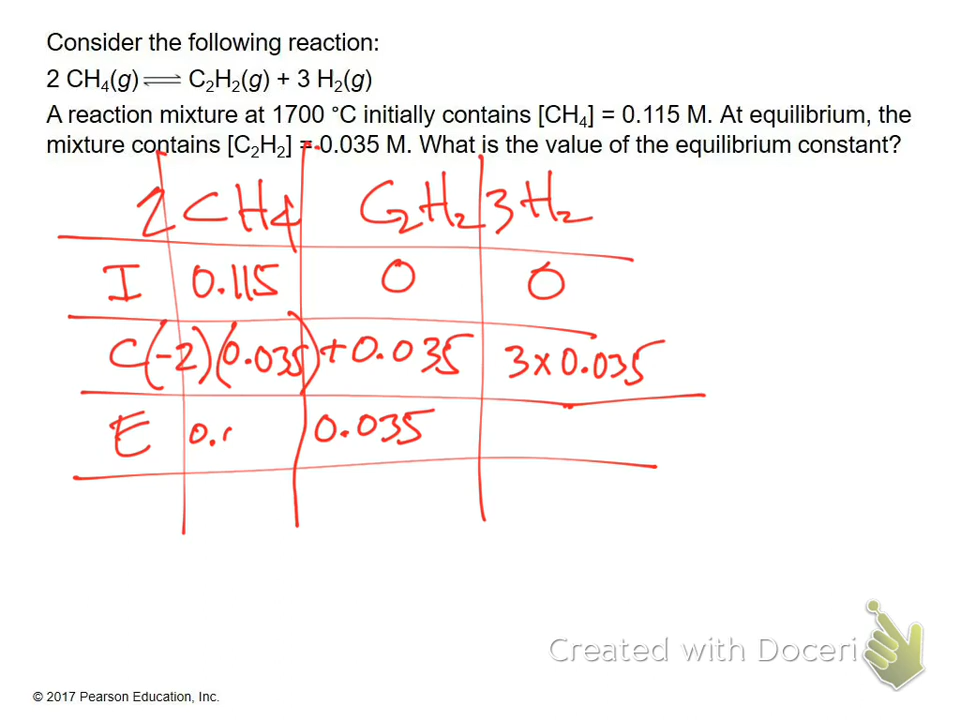 Consider the following reaction:
2 CH₄(g) ⇌ C₂H₂(g) + 3 H₂(g)
A reaction mixture at 1700 °C initially contains [CH₄] = 0.115 M. At equilibrium, the
mixture contains [C₂H₂] = 0.035 M. What is the value of the equilibrium constant?
2CH4 C₂H₂ 3H₂
I 0.115 0 0
C (-2)(0.035) +0.035 3×0.035
E 0. 0.035
Created with Doceri
© 2017 Pearson Education, Inc.